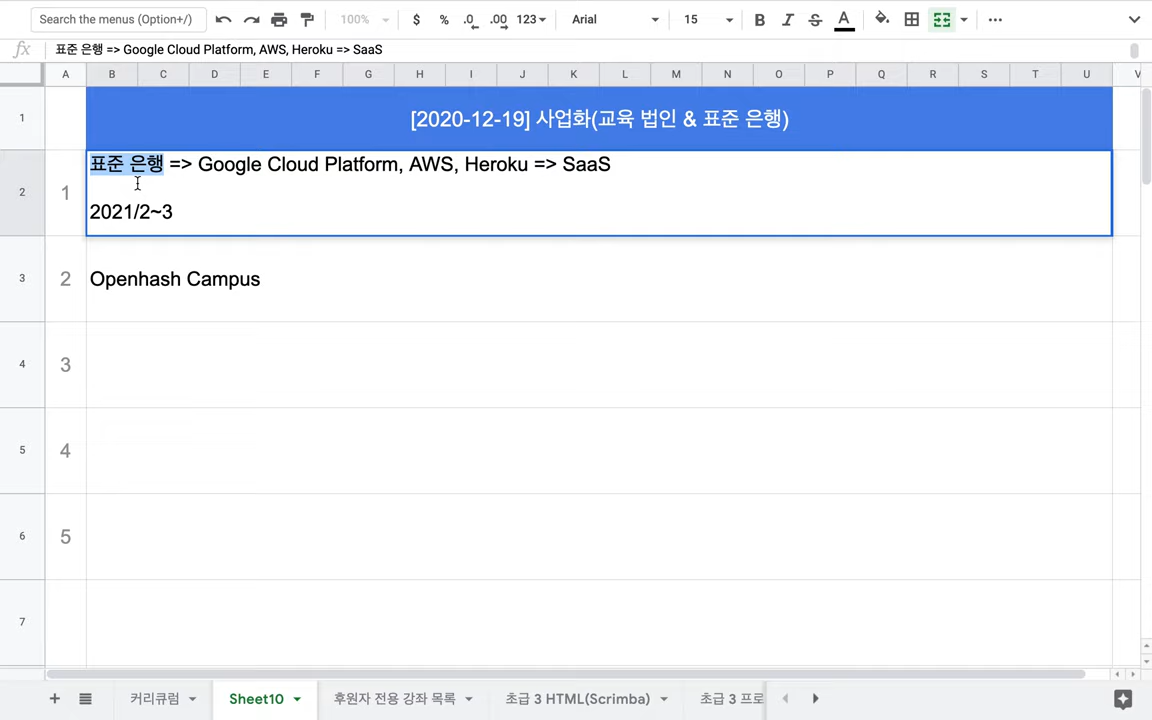 Search the menus (Option+/)
100%
$ % .0 .00 123
Arial
15
B I S A
fx 표준 은행 => Google Cloud Platform, AWS, Heroku => SaaS
A B C D E F G H I J K L M N O P Q R S T U V
1 [2020-12-19] 사업화(교육 법인 & 표준 은행)
2 1 표준 은행 => Google Cloud Platform, AWS, Heroku => SaaS
2021/2~3
3 2 Openhash Campus
4 3
5 4
6 5
7
커리큐럼 Sheet10 후원자 전용 강좌 목록 초급 3 HTML(Scrimba) 초급 3 프로